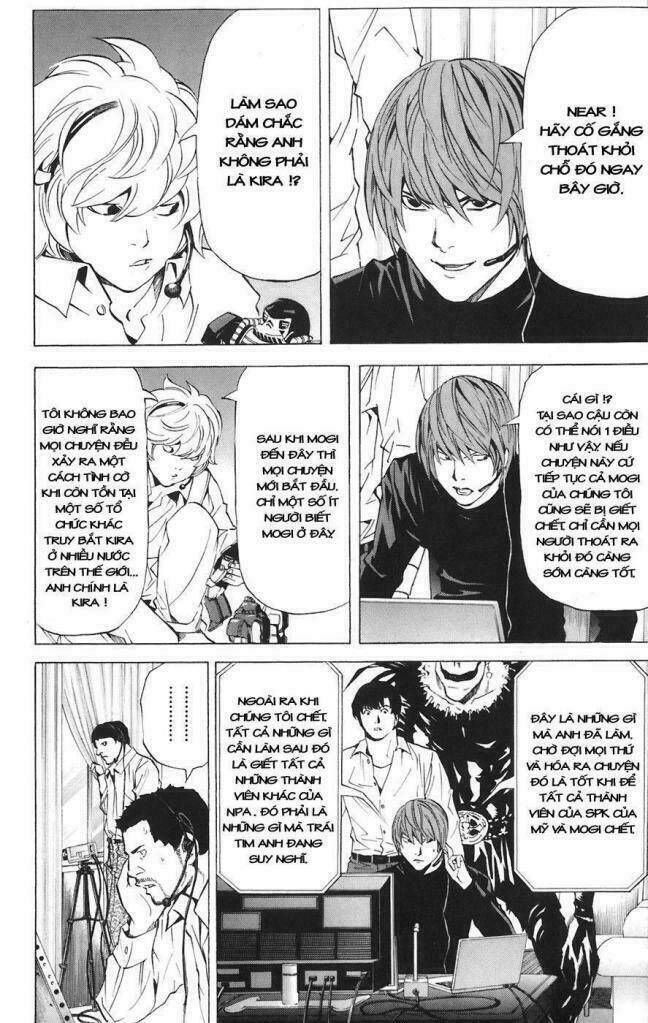 NEAR !
HÃY CỐ GẮNG
THOÁT KHỎI
CHỖ ĐÓ NGAY
BÂY GIỜ.
LÀM SAO
DÁM CHẮC
RẰNG ANH
KHÔNG PHẢI
LÀ KIRA !?
CÁI GÌ !?
TẠI SAO CẬU CÒN
CÓ THỂ NÓI 1 ĐIỀU
NHƯ VẬY. NẾU
CHUYỆN NÀY CỨ
TIẾP TỤC CẢ MOGI
CỦA CHÚNG TÔI
CŨNG SẼ BỊ GIẾT
CHẾT. CHỈ CẦN MỌI
NGƯỜI THOÁT RA
KHỎI ĐÓ CÀNG
SỚM CÀNG TỐT.
SAU KHI MOGI
ĐẾN ĐÂY THÌ
MỌI CHUYỆN
MỚI BẮT ĐẦU.
CHỈ MỘT SỐ ÍT
NGƯỜI BIẾT
MOGI Ở ĐÂY.
TÔI KHÔNG BAO
GIỜ NGHĨ RẰNG
MỌI CHUYỆN ĐỀU
XẢY RA MỘT
CÁCH TÌNH CỜ
KHI CÒN TỒN TẠI
MỘT SỐ TỔ
CHỨC KHÁC
TRUY BẮT KIRA
Ở NHIỀU NƯỚC
TRÊN THẾ GIỚI...
ANH CHÍNH LÀ
KIRA !
ĐÂY LÀ NHỮNG GÌ
MÀ ANH ĐÃ LÀM.
CHỜ ĐỢI MỌI THỨ
VÀ HÓA RA CHUYỆN
ĐÓ LÀ TỐT KHI ĐỂ
TẤT CẢ THÀNH
VIÊN CỦA SPK CỦA
MỸ VÀ MOGI CHẾT.
NGOÀI RA KHI
CHÚNG TÔI CHẾT.
TẤT CẢ NHỮNG GÌ
CẦN LÀM SAU ĐÓ
LÀ GIẾT TẤT CẢ
NHỮNG THÀNH
VIÊN KHÁC CỦA
NPA . ĐÓ PHẢI LÀ
NHỮNG GÌ MÀ TRÁI
TIM ANH ĐANG
SUY NGHĨ.